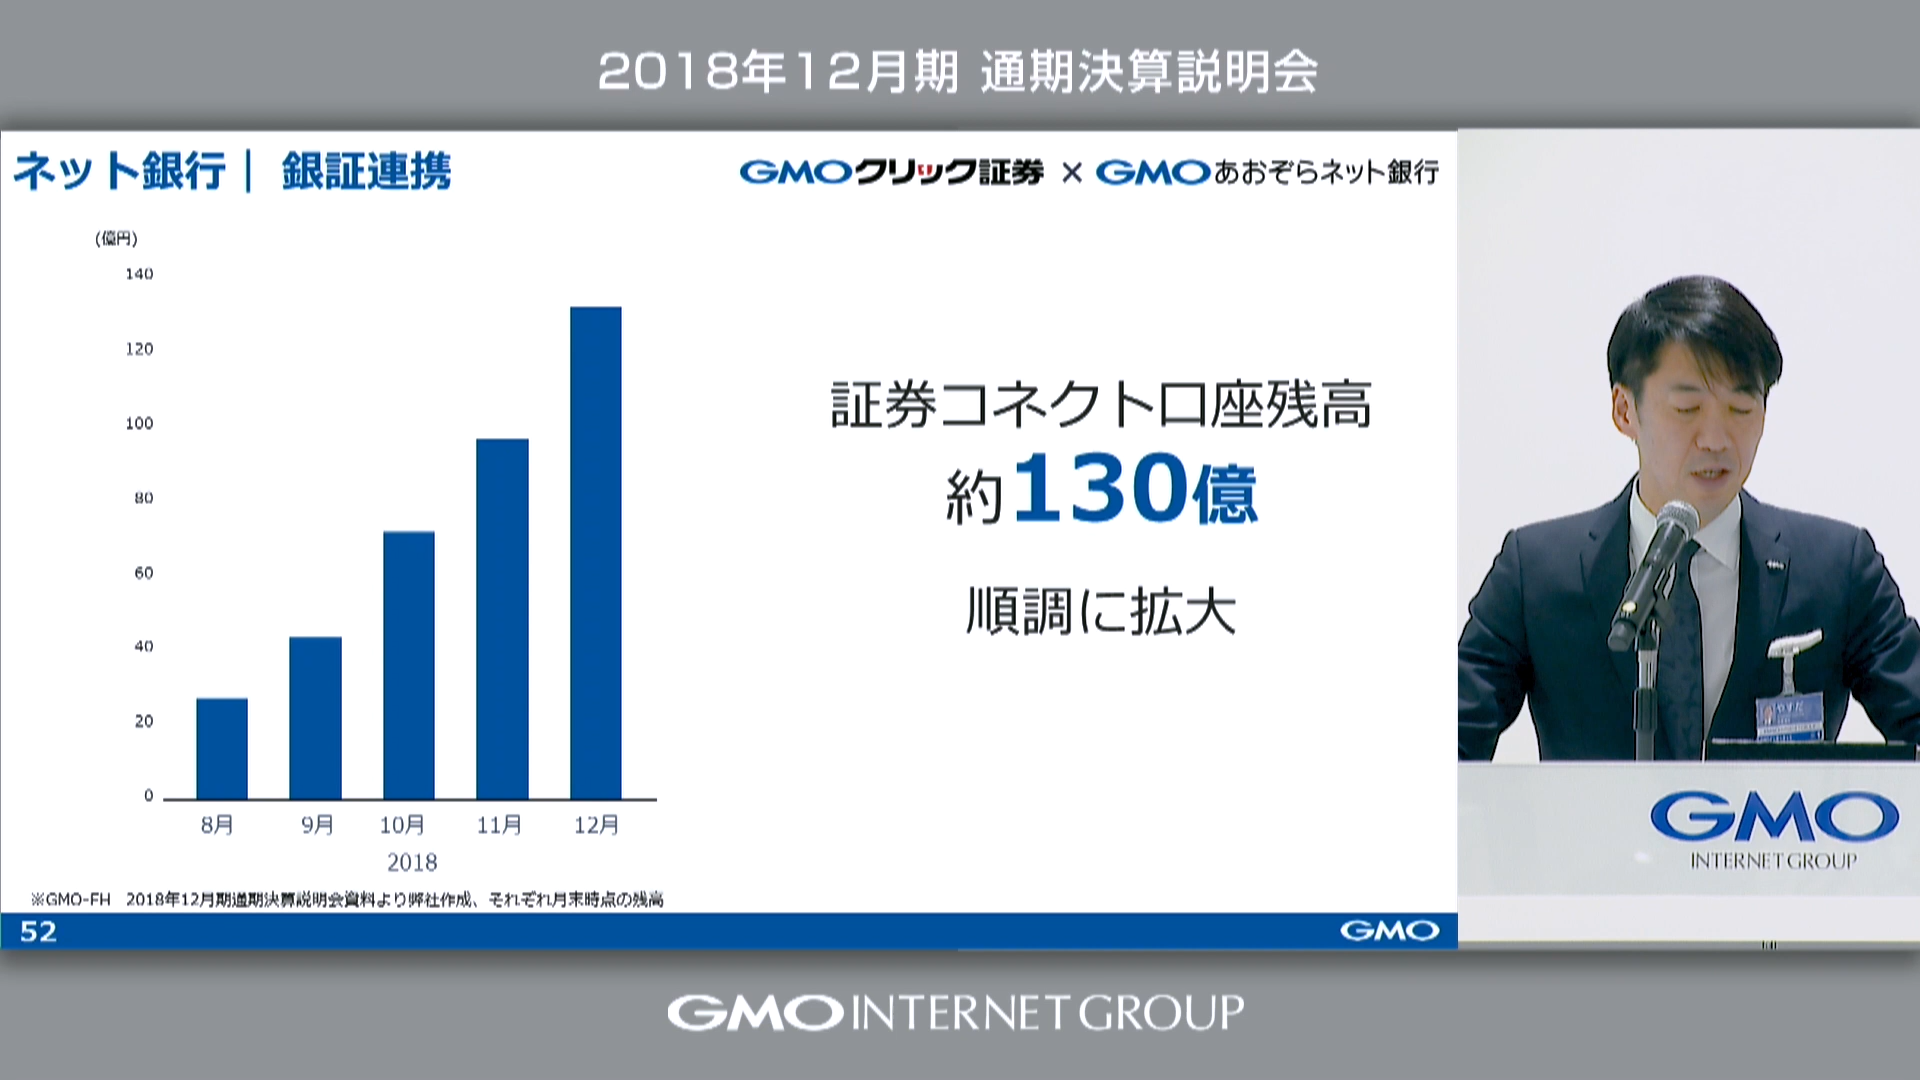 2018年12月期 通期決算説明会
ネット銀行｜ 銀証連携
GMOクリック証券 × GMOあおぞらネット銀行
(億円)
140
120
100
80
60
40
20
0
8月 9月 10月 11月 12月
2018
証券コネクト口座残高
約130億
順調に拡大
※GMO-FH 2018年12月期通期決算説明会資料より弊社作成、それぞれ月末時点の残高
52
GMO
やすだ
GMO
INTERNET GROUP
GMO INTERNET GROUP